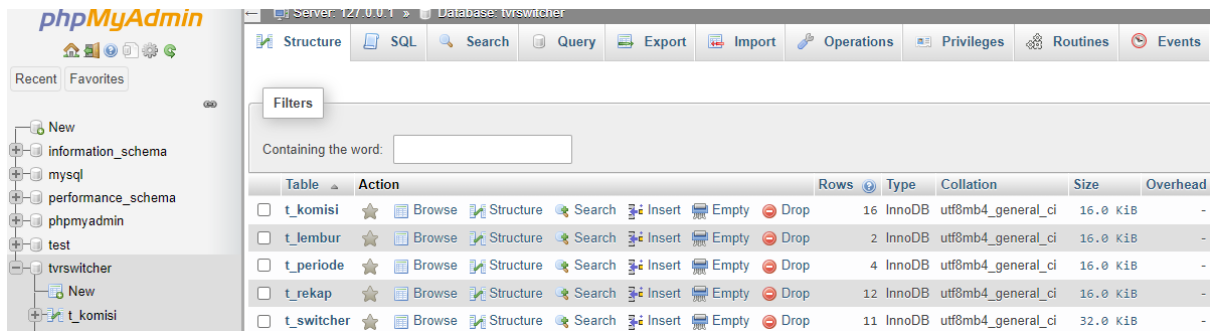 phpMyAdmin
Server: 127.0.0.1 » Database: tvrswitcher
Structure SQL Search Query Export Import Operations Privileges Routines Events
Recent Favorites
New
information_schema
mysql
performance_schema
phpmyadmin
test
tvrswitcher
New
t_komisi
Filters
Containing the word:
Table Action Rows Type Collation Size Overhead
t_komisi Browse Structure Search Insert Empty Drop 16 InnoDB utf8mb4_general_ci 16.0 KiB -
t_lembur Browse Structure Search Insert Empty Drop 2 InnoDB utf8mb4_general_ci 16.0 KiB -
t_periode Browse Structure Search Insert Empty Drop 4 InnoDB utf8mb4_general_ci 16.0 KiB -
t_rekap Browse Structure Search Insert Empty Drop 12 InnoDB utf8mb4_general_ci 16.0 KiB -
t_switcher Browse Structure Search Insert Empty Drop 11 InnoDB utf8mb4_general_ci 32.0 KiB -